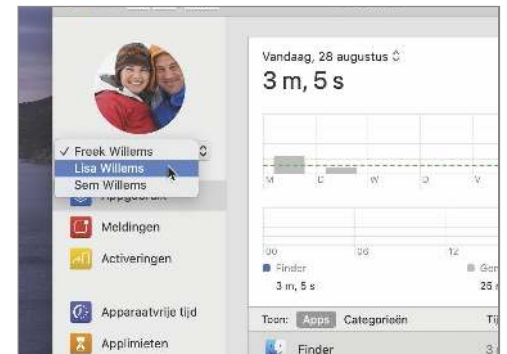 Vandaag, 28 augustus
3 m, 5 s
✓ Freek Willems
Lisa Willems
Sem Willems
Appgebruik
Meldingen
Activeringen
Apparaatvrije tijd
Applimieten
M D W D V
00 06 12
Finder
3 m, 5 s
Toon: Apps Categorieën
Finder